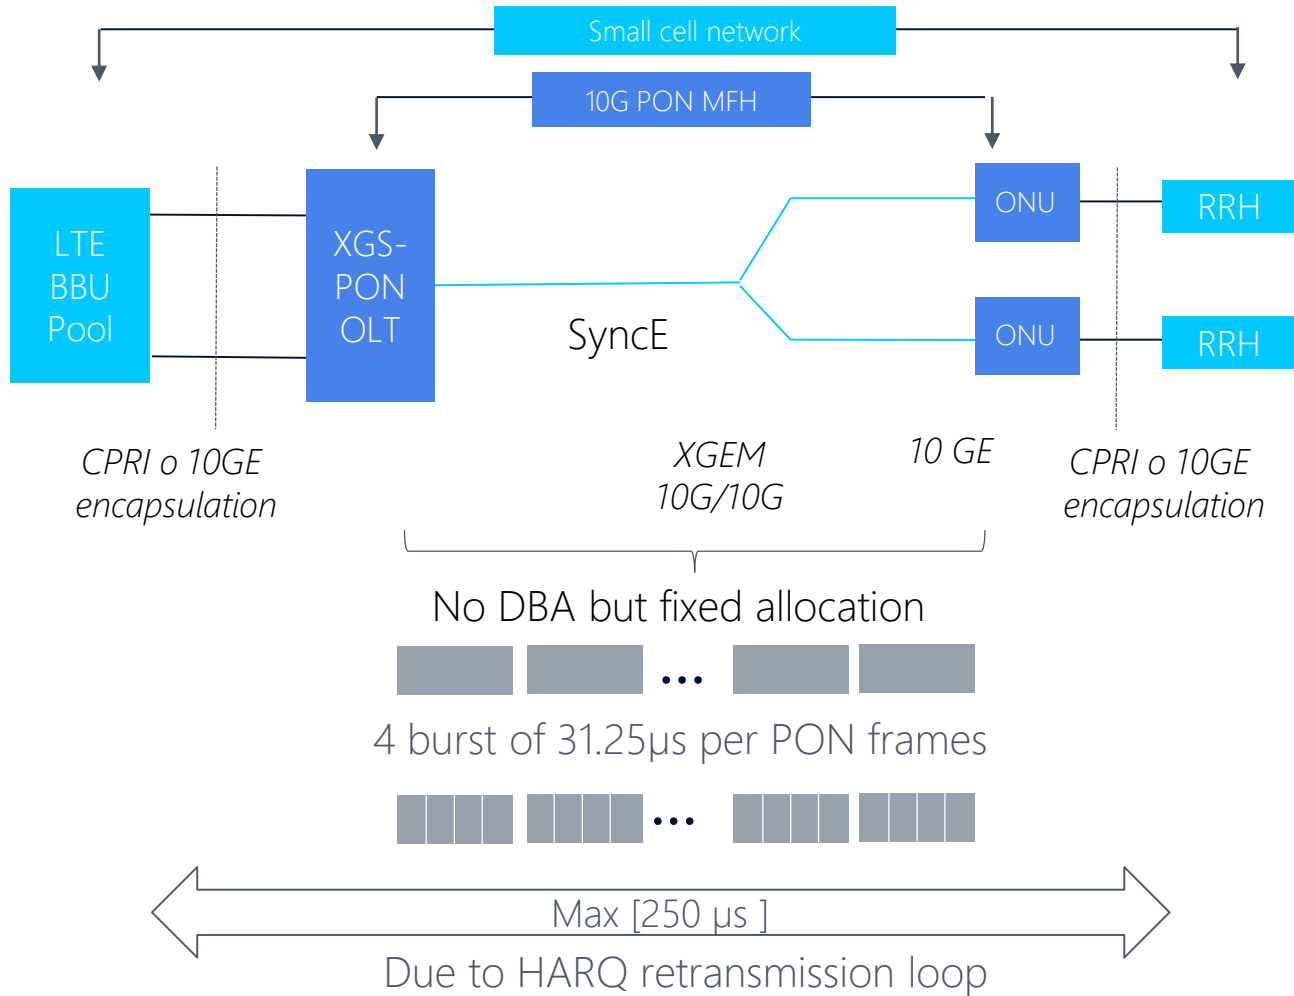 Small cell network
10G PON MFH
LTE
BBU
Pool
XGS-
PON
OLT
SyncE
ONU
RRH
ONU
RRH
CPRI o 10GE
encapsulation
XGEM
10G/10G
10 GE
CPRI o 10GE
encapsulation
No DBA but fixed allocation
...
4 burst of 31.25µs per PON frames
...
Max [250 µs ]
Due to HARQ retransmission loop